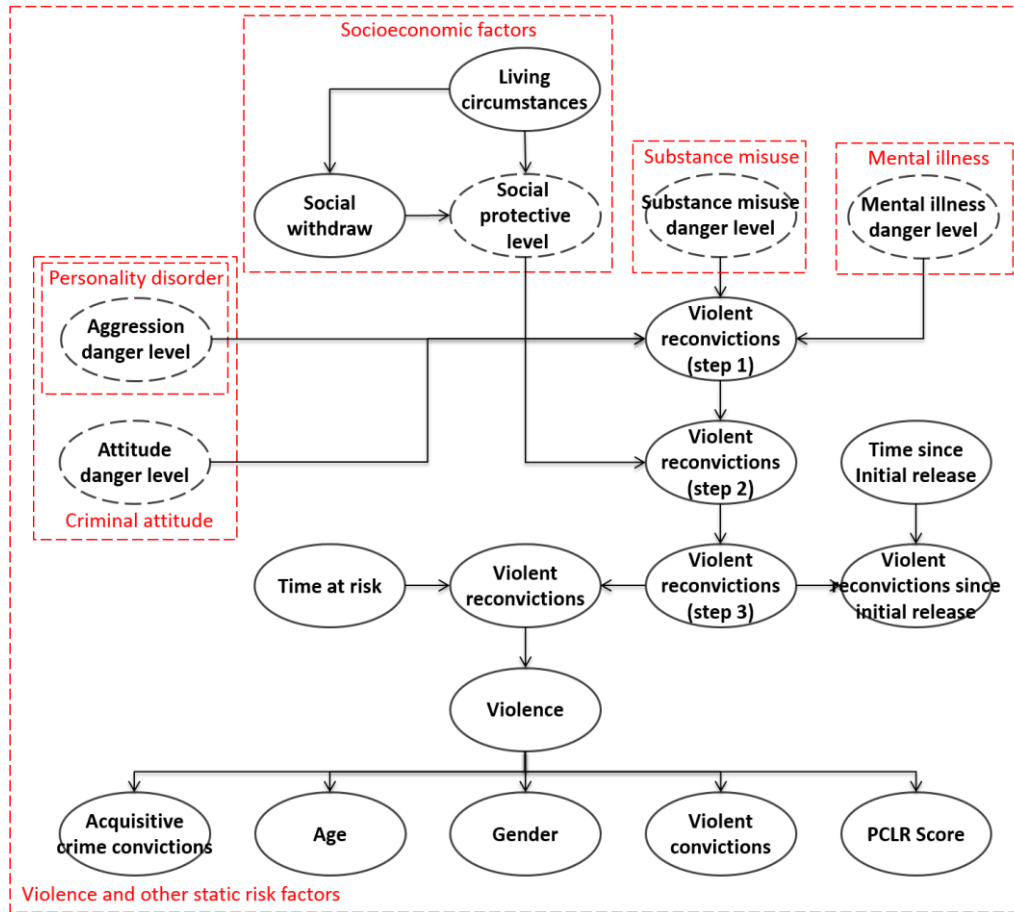 Socioeconomic factors
Living
circumstances
Substance misuse
Mental illness
Social
withdraw
Social
protective
level
Substance misuse
danger level
Mental illness
danger level
Personality disorder
Aggression
danger level
Violent
reconvictions
(step 1)
Attitude
danger level
Violent
reconvictions
(step 2)
Time since
Initial release
Criminal attitude
Time at risk
Violent
reconvictions
Violent
reconvictions
(step 3)
Violent
reconvictions since
initial release
Violence
Acquisitive
crime convictions
Age
Gender
Violent
convictions
PCLR Score
Violence and other static risk factors